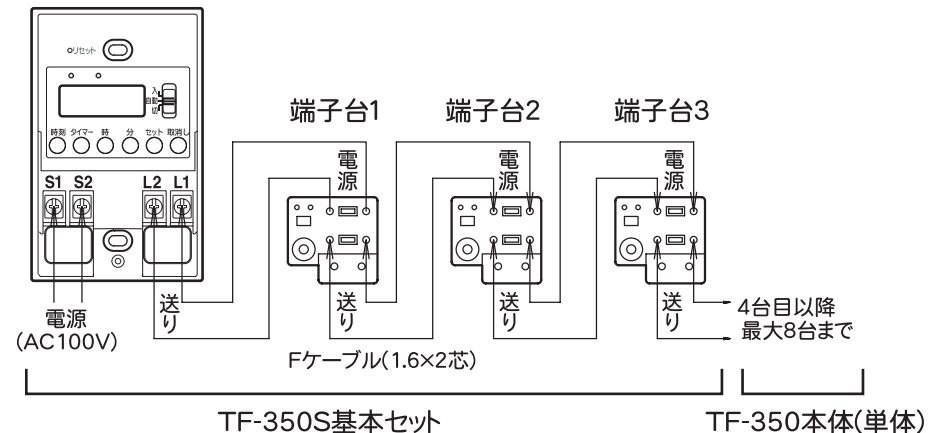 リセット
入
自動
切
時刻 タイマー 時 分 セット 取消し
S1 S2 L2 L1
端子台1 端子台2 端子台3
電源 電源 電源
送り 送り 送り 送り
電源
(AC100V)
Fケーブル(1.6×2芯)
4台目以降
最大8台まで
TF-350S基本セット TF-350本体(単体)